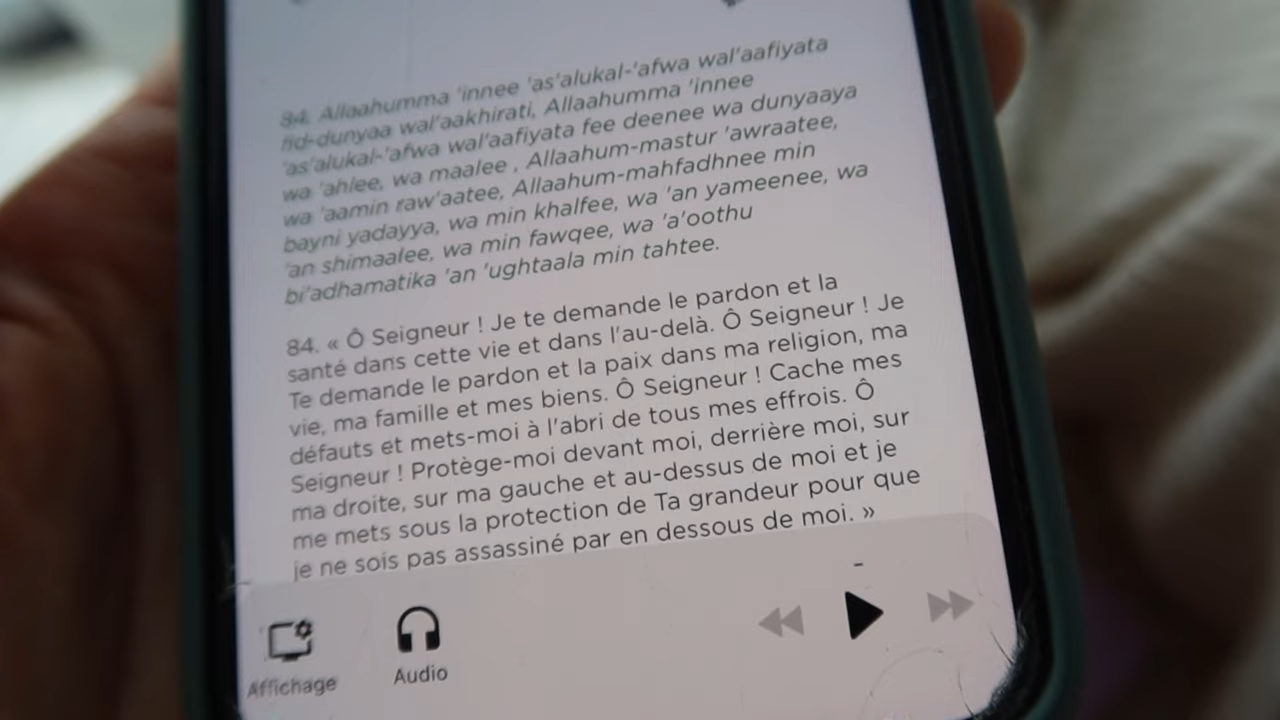 84. Allaahumma 'innee 'as'alukal-'afwa wal'aafiyata
fid-dunyaa wal'aakhirati, Allaahumma 'innee
'as'alukal-'afwa wal'aafiyata fee deenee wa dunyaaya
wa 'ahlee, wa maalee , Allaahum-mastur 'awraatee,
wa 'aamin raw'aatee, Allaahum-mahfadhnee min
bayni yadayya, wa min khalfee, wa 'an yameenee, wa
'an shimaalee, wa min fawqee, wa 'a'oothu
bi'adhamatika 'an 'ughtaala min tahtee.
84. « Ô Seigneur ! Je te demande le pardon et la
santé dans cette vie et dans l'au-delà. Ô Seigneur ! Je
Te demande le pardon et la paix dans ma religion, ma
vie, ma famille et mes biens. Ô Seigneur ! Cache mes
défauts et mets-moi à l'abri de tous mes effrois. Ô
Seigneur ! Protège-moi devant moi, derrière moi, sur
ma droite, sur ma gauche et au-dessus de moi et je
me mets sous la protection de Ta grandeur pour que
je ne sois pas assassiné par en dessous de moi. »
-
Affichage
Audio